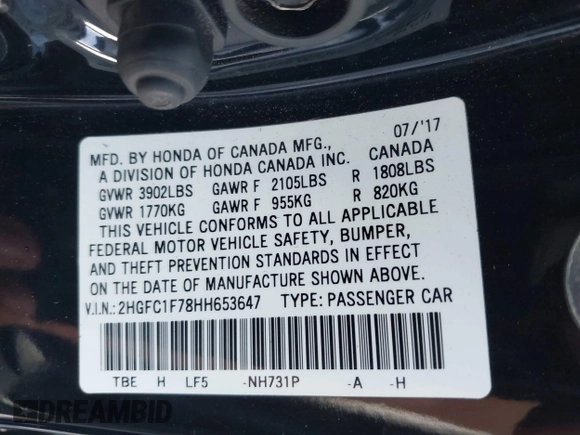 07/'17
MFD. BY HONDA OF CANADA MFG.,
A DIVISION OF HONDA CANADA INC. CANADA
GVWR 3902LBS GAWR F 2105LBS R 1808LBS
GVWR 1770KG GAWR F 955KG R 820KG
THIS VEHICLE CONFORMS TO ALL APPLICABLE
FEDERAL MOTOR VEHICLE SAFETY, BUMPER,
AND THEFT PREVENTION STANDARDS IN EFFECT
ON THE DATE OF MANUFACTURE SHOWN ABOVE.
V.I.N.: 2HGFC1F78HH653647 TYPE: PASSENGER CAR
TBE H LF5 -NH731P -A -H
DREAMBID